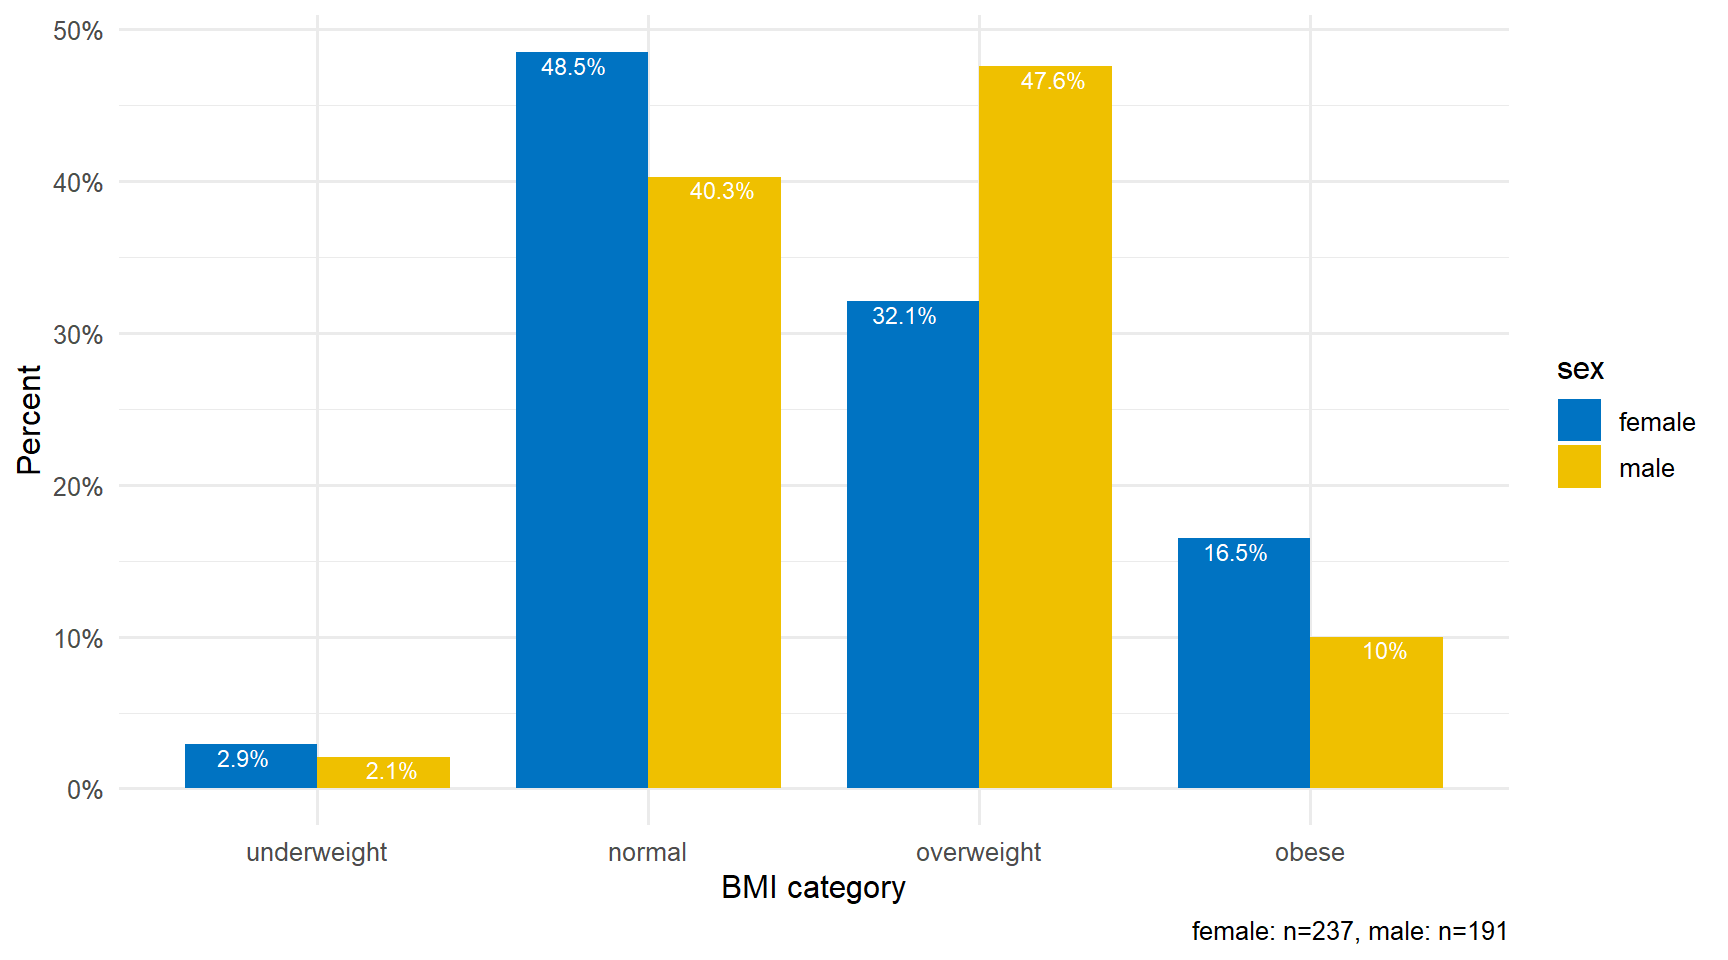 50%
40%
30%
20%
10%
0%
Percent
48.5%
47.6%
40.3%
32.1%
16.5%
10%
2.9%
2.1%
underweight normal overweight obese
BMI category
sex
female
male
female: n=237, male: n=191